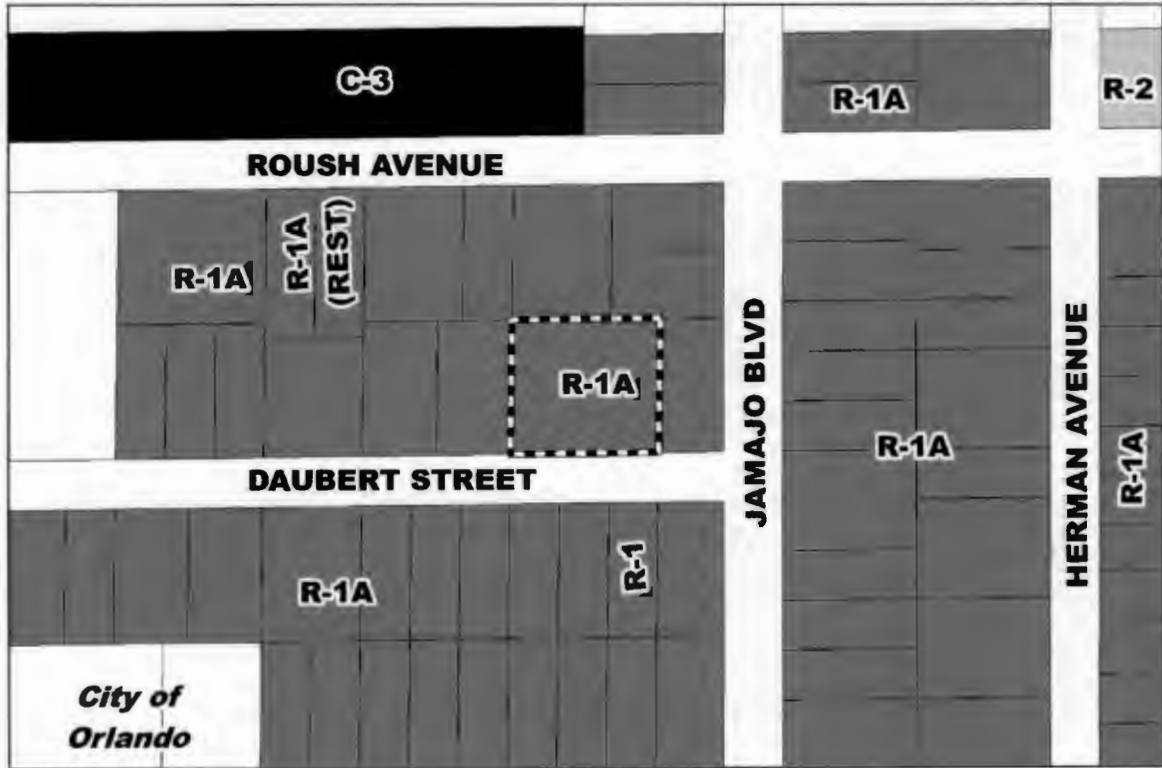 C-3
R-1A
R-2
ROUSH AVENUE
R-1A
R-1A
(REST)
R-1A
JAMAJO BLVD
HERMAN AVENUE
R-1A
R-1A
DAUBERT STREET
R-1A
R-1
City of
Orlando